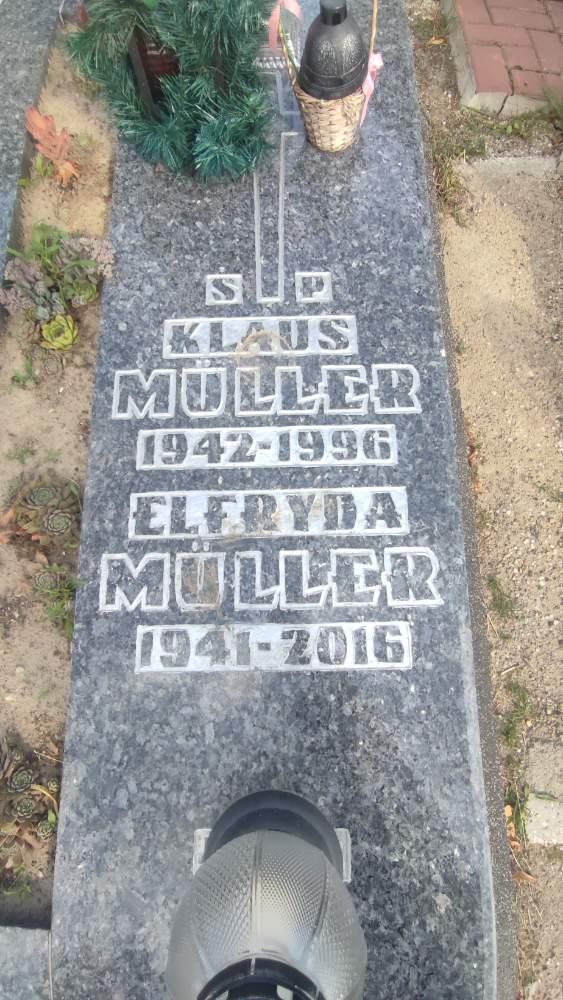 Ś P
KLAUS
MÜLLER
1942-1996
ELFRYDA
MÜLLER
1941-2016